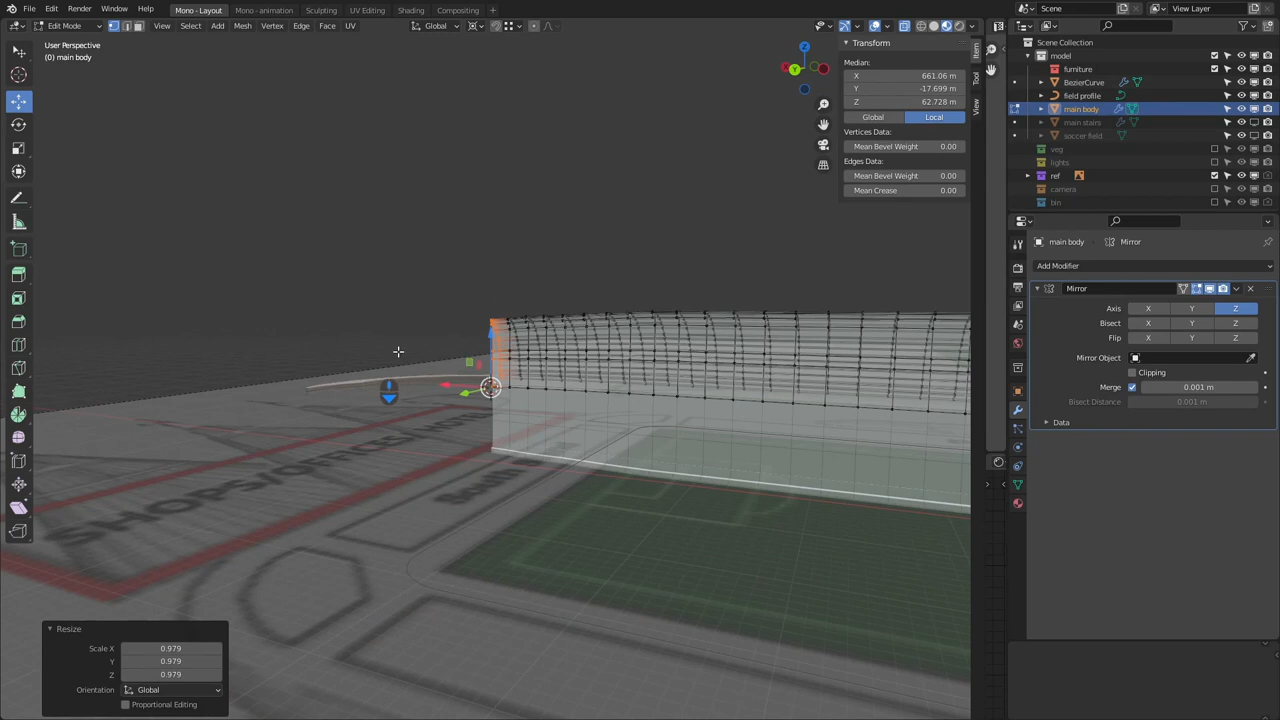 File Edit Render Window Help Mono - Layout Mono - animation Sculpting UV Editing Shading Compositing + Scene View Layer
Edit Mode View Select Add Mesh Vertex Edge Face UV Global
User Perspective
(0) main body
Transform
Median:
X 661.06 m
Y -17.699 m
Z 62.728 m
Global Local
Vertices Data:
Mean Bevel Weight 0.00
Edges Data:
Mean Bevel Weight 0.00
Mean Crease 0.00
Item
Tool
View
Z
Y
X
Scene Collection
model
furniture
BezierCurve
field profile
main body
main stairs
soccer field
veg
lights
ref
camera
bin
main body Mirror
Add Modifier
Mirror
Axis X Y Z
Bisect X Y Z
Flip X Y Z
Mirror Object
Clipping
Merge 0.001 m
Bisect Distance 0.001 m
Data
SHOPS/OFFICES/HOTEL
South
Resize
Scale X 0.979
Y 0.979
Z 0.979
Orientation Global
Proportional Editing